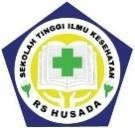 SEKOLAH TINGGI ILMU KESEHATAN
RS HUSADA